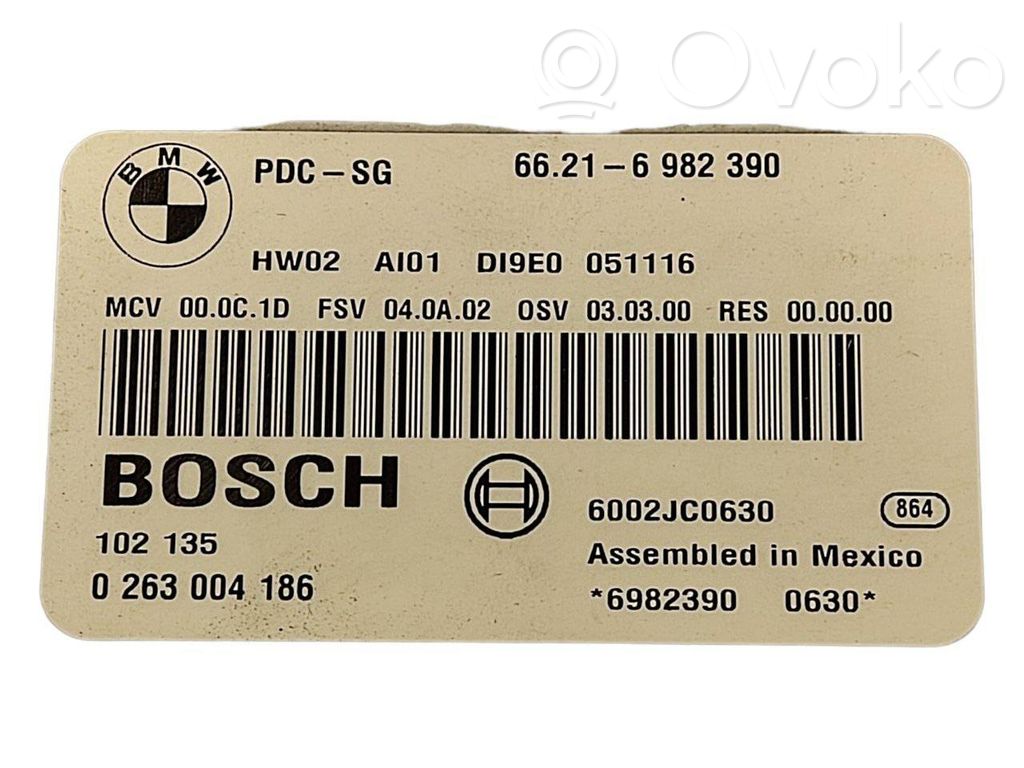 Ovoko
BMW
PDC-SG 66.21-6 982 390
HW02 AI01 DI9E0 051116
MCV 00.0C.1D FSV 04.0A.02 OSV 03.03.00 RES 00.00.00
BOSCH
6002JC0630 864
102 135
Assembled in Mexico
0 263 004 186
*6982390 0630*